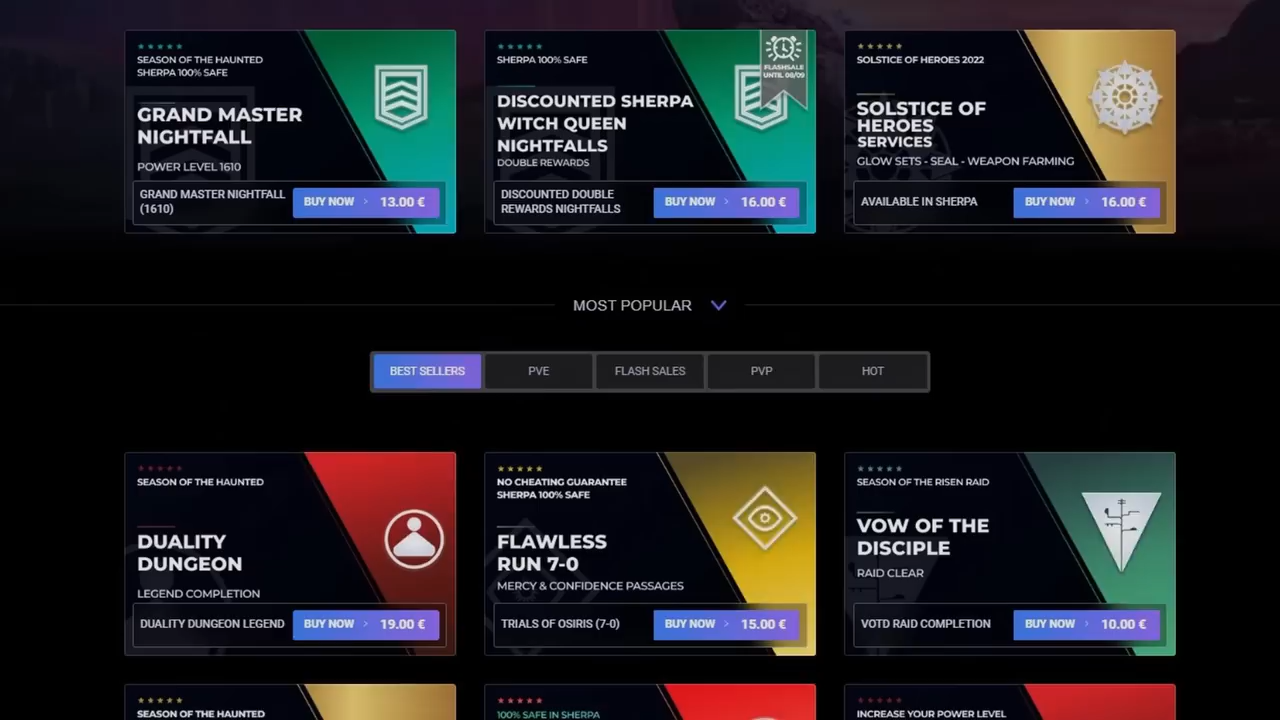 SEASON OF THE HAUNTED
SHERPA 100% SAFE
GRAND MASTER
NIGHTFALL
POWER LEVEL 1610
GRAND MASTER NIGHTFALL
(1610)
BUY NOW > 13.00 €
SHERPA 100% SAFE
FLASHSALE
UNTIL 08/09
DISCOUNTED SHERPA
WITCH QUEEN
NIGHTFALLS
DOUBLE REWARDS
DISCOUNTED DOUBLE
REWARDS NIGHTFALLS
BUY NOW > 16.00 €
SOLSTICE OF HEROES 2022
SOLSTICE OF
HEROES
SERVICES
GLOW SETS - SEAL - WEAPON FARMING
AVAILABLE IN SHERPA
BUY NOW > 16.00 €
MOST POPULAR
BEST SELLERS
PVE
FLASH SALES
PVP
HOT
SEASON OF THE HAUNTED
DUALITY
DUNGEON
LEGEND COMPLETION
DUALITY DUNGEON LEGEND
BUY NOW > 19.00 €
NO CHEATING GUARANTEE
SHERPA 100% SAFE
FLAWLESS
RUN 7-0
MERCY & CONFIDENCE PASSAGES
TRIALS OF OSIRIS (7-0)
BUY NOW > 15.00 €
SEASON OF THE RISEN RAID
VOW OF THE
DISCIPLE
RAID CLEAR
VOTD RAID COMPLETION
BUY NOW > 10.00 €
SEASON OF THE HAUNTED
100% SAFE IN SHERPA
INCREASE YOUR POWER LEVEL